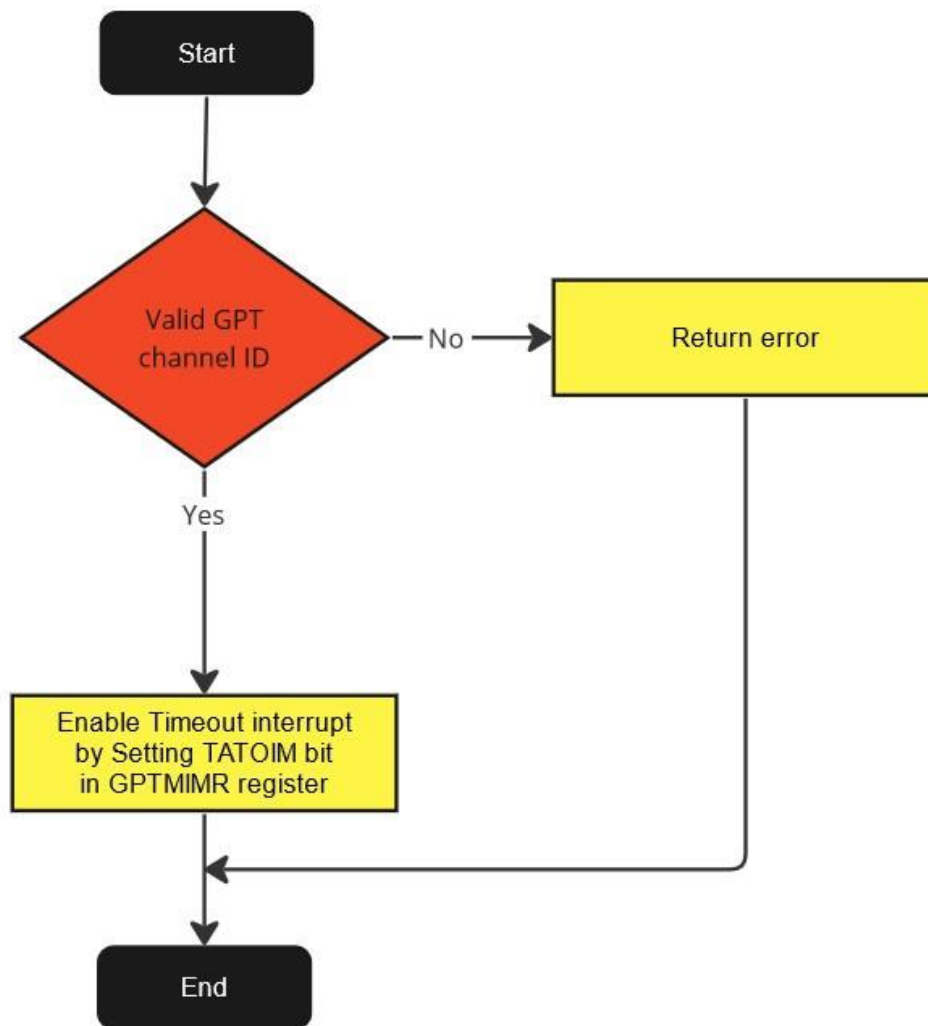 Start
Valid GPT
channel ID
No
Return error
Yes
Enable Timeout interrupt
by Setting TATOIM bit
in GPTMIMR register
End